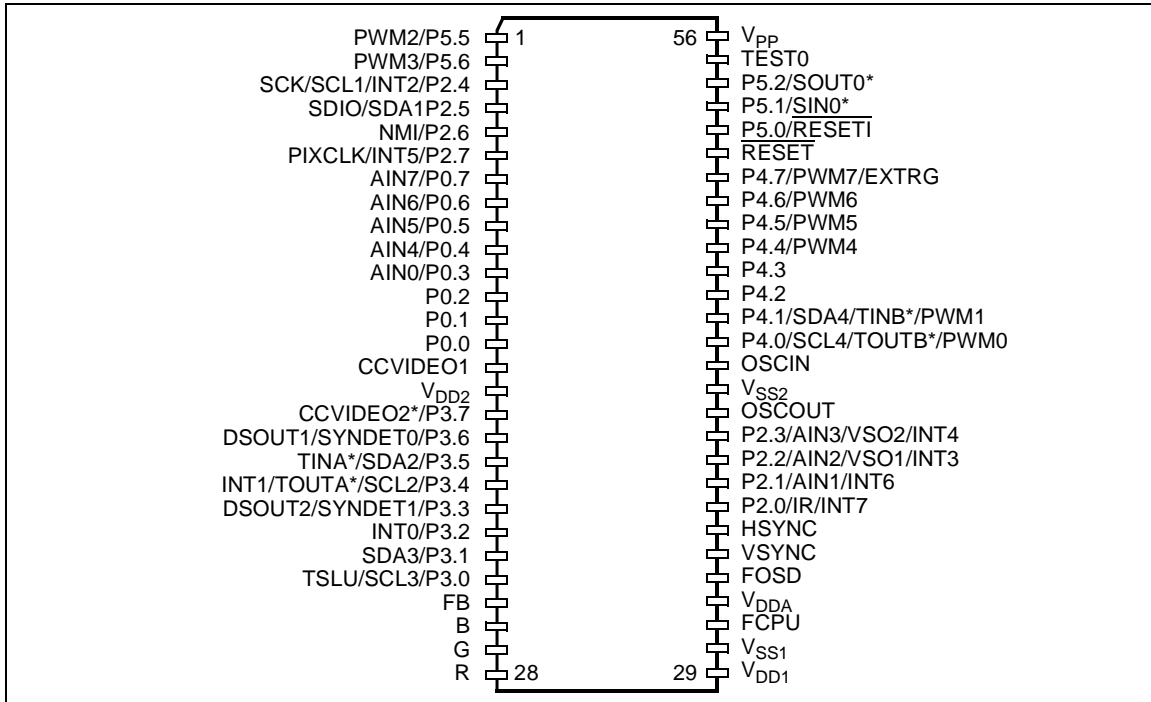 PWM2/P5.5 1 56 VPP
PWM3/P5.6 TEST0
SCK/SCL1/INT2/P2.4 P5.2/SOUT0*
SDIO/SDA1P2.5 P5.1/SIN0*
NMI/P2.6 P5.0/RESETI
PIXCLK/INT5/P2.7 RESET
AIN7/P0.7 P4.7/PWM7/EXTRG
AIN6/P0.6 P4.6/PWM6
AIN5/P0.5 P4.5/PWM5
AIN4/P0.4 P4.4/PWM4
AIN0/P0.3 P4.3
P0.2 P4.2
P0.1 P4.1/SDA4/TINB*/PWM1
P0.0 P4.0/SCL4/TOUTB*/PWM0
CCVIDEO1 OSCIN
VDD2 VSS2
CCVIDEO2*/P3.7 OSCOUT
DSOUT1/SYNDET0/P3.6 P2.3/AIN3/VSO2/INT4
TINA*/SDA2/P3.5 P2.2/AIN2/VSO1/INT3
INT1/TOUTA*/SCL2/P3.4 P2.1/AIN1/INT6
DSOUT2/SYNDET1/P3.3 P2.0/IR/INT7
INT0/P3.2 HSYNC
SDA3/P3.1 VSYNC
TSLU/SCL3/P3.0 FOSD
FB VDDA
B FCPU
G VSS1
R 28 29 VDD1